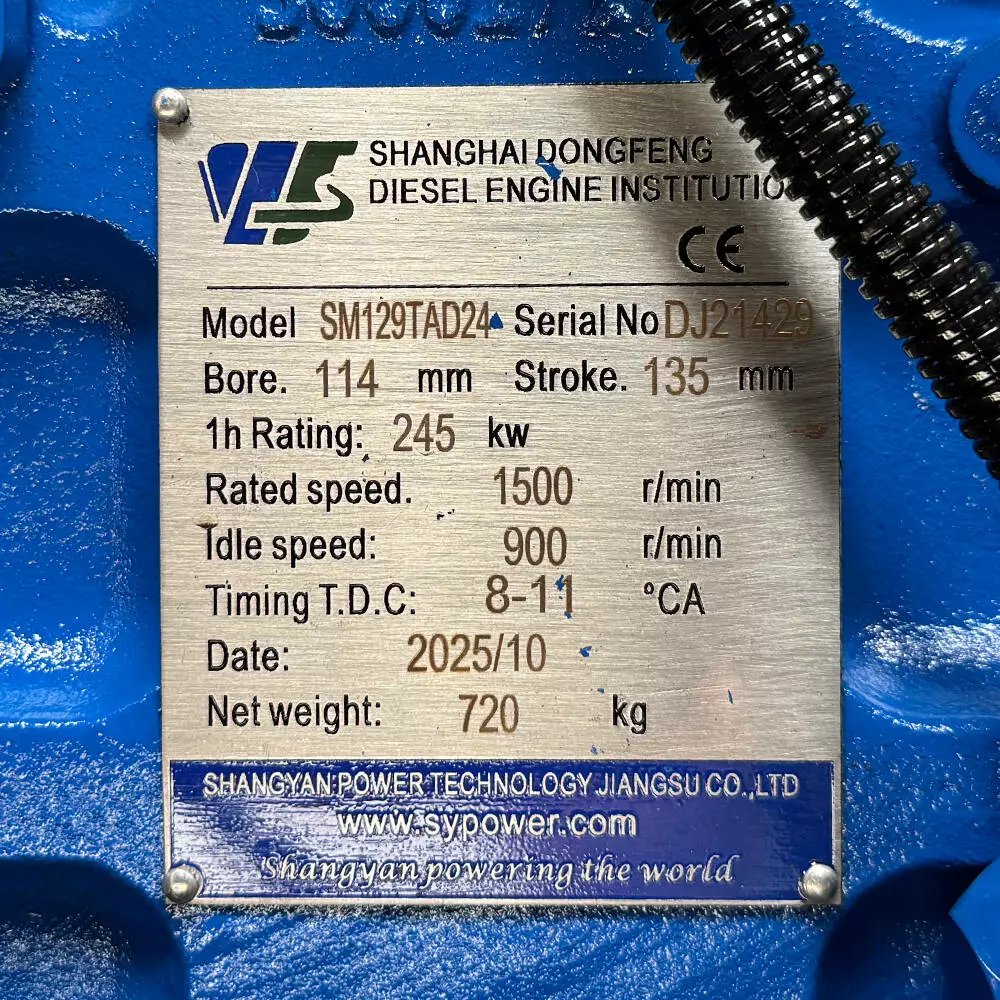 SHANGHAI DONGFENG
DIESEL ENGINE INSTITUTIO
CE
Model SM129TAD24 Serial No DJ21429
Bore. 114 mm Stroke. 135 mm
1h Rating: 245 kw
Rated speed. 1500 r/min
Idle speed: 900 r/min
Timing T.D.C: 8-11 °CA
Date: 2025/10
Net weight: 720 kg
SHANGYAN POWER TECHNOLOGY JIANGSU CO.,LTD
www.sypower.com
Shangyan powering the world